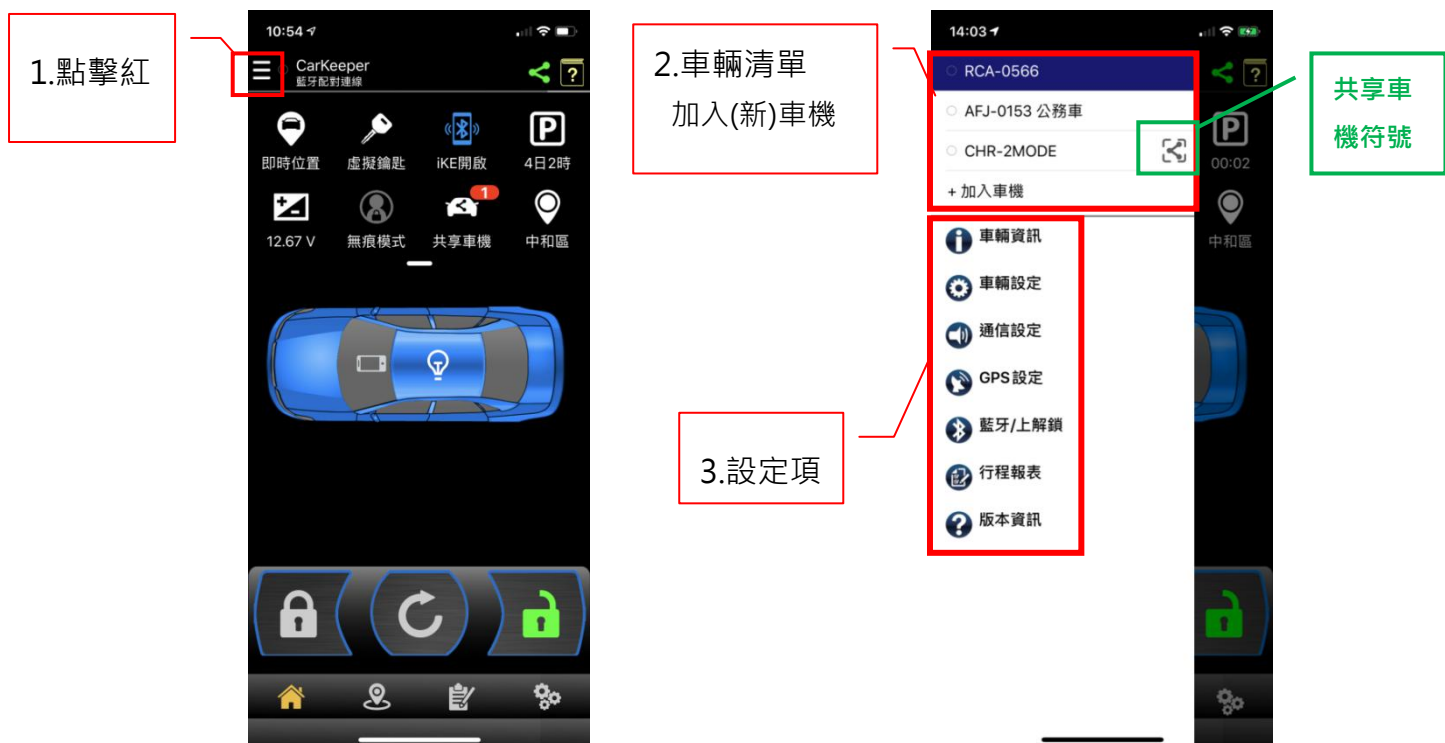 1.點擊紅
10:54
CarKeeper
藍牙配對連線
?
即時位置
虛擬鑰匙
iKE開啟
P
4日2時
12.67 V
無痕模式
1
共享車機
中和區
2.車輛清單
加入(新)車機
3.設定項
14:03
?
RCA-0566
AFJ-0153 公務車
CHR-2MODE
+ 加入車機
P
00:02
中和區
車輛資訊
車輛設定
通信設定
GPS設定
藍牙/上解鎖
行程報表
版本資訊
共享車
機符號